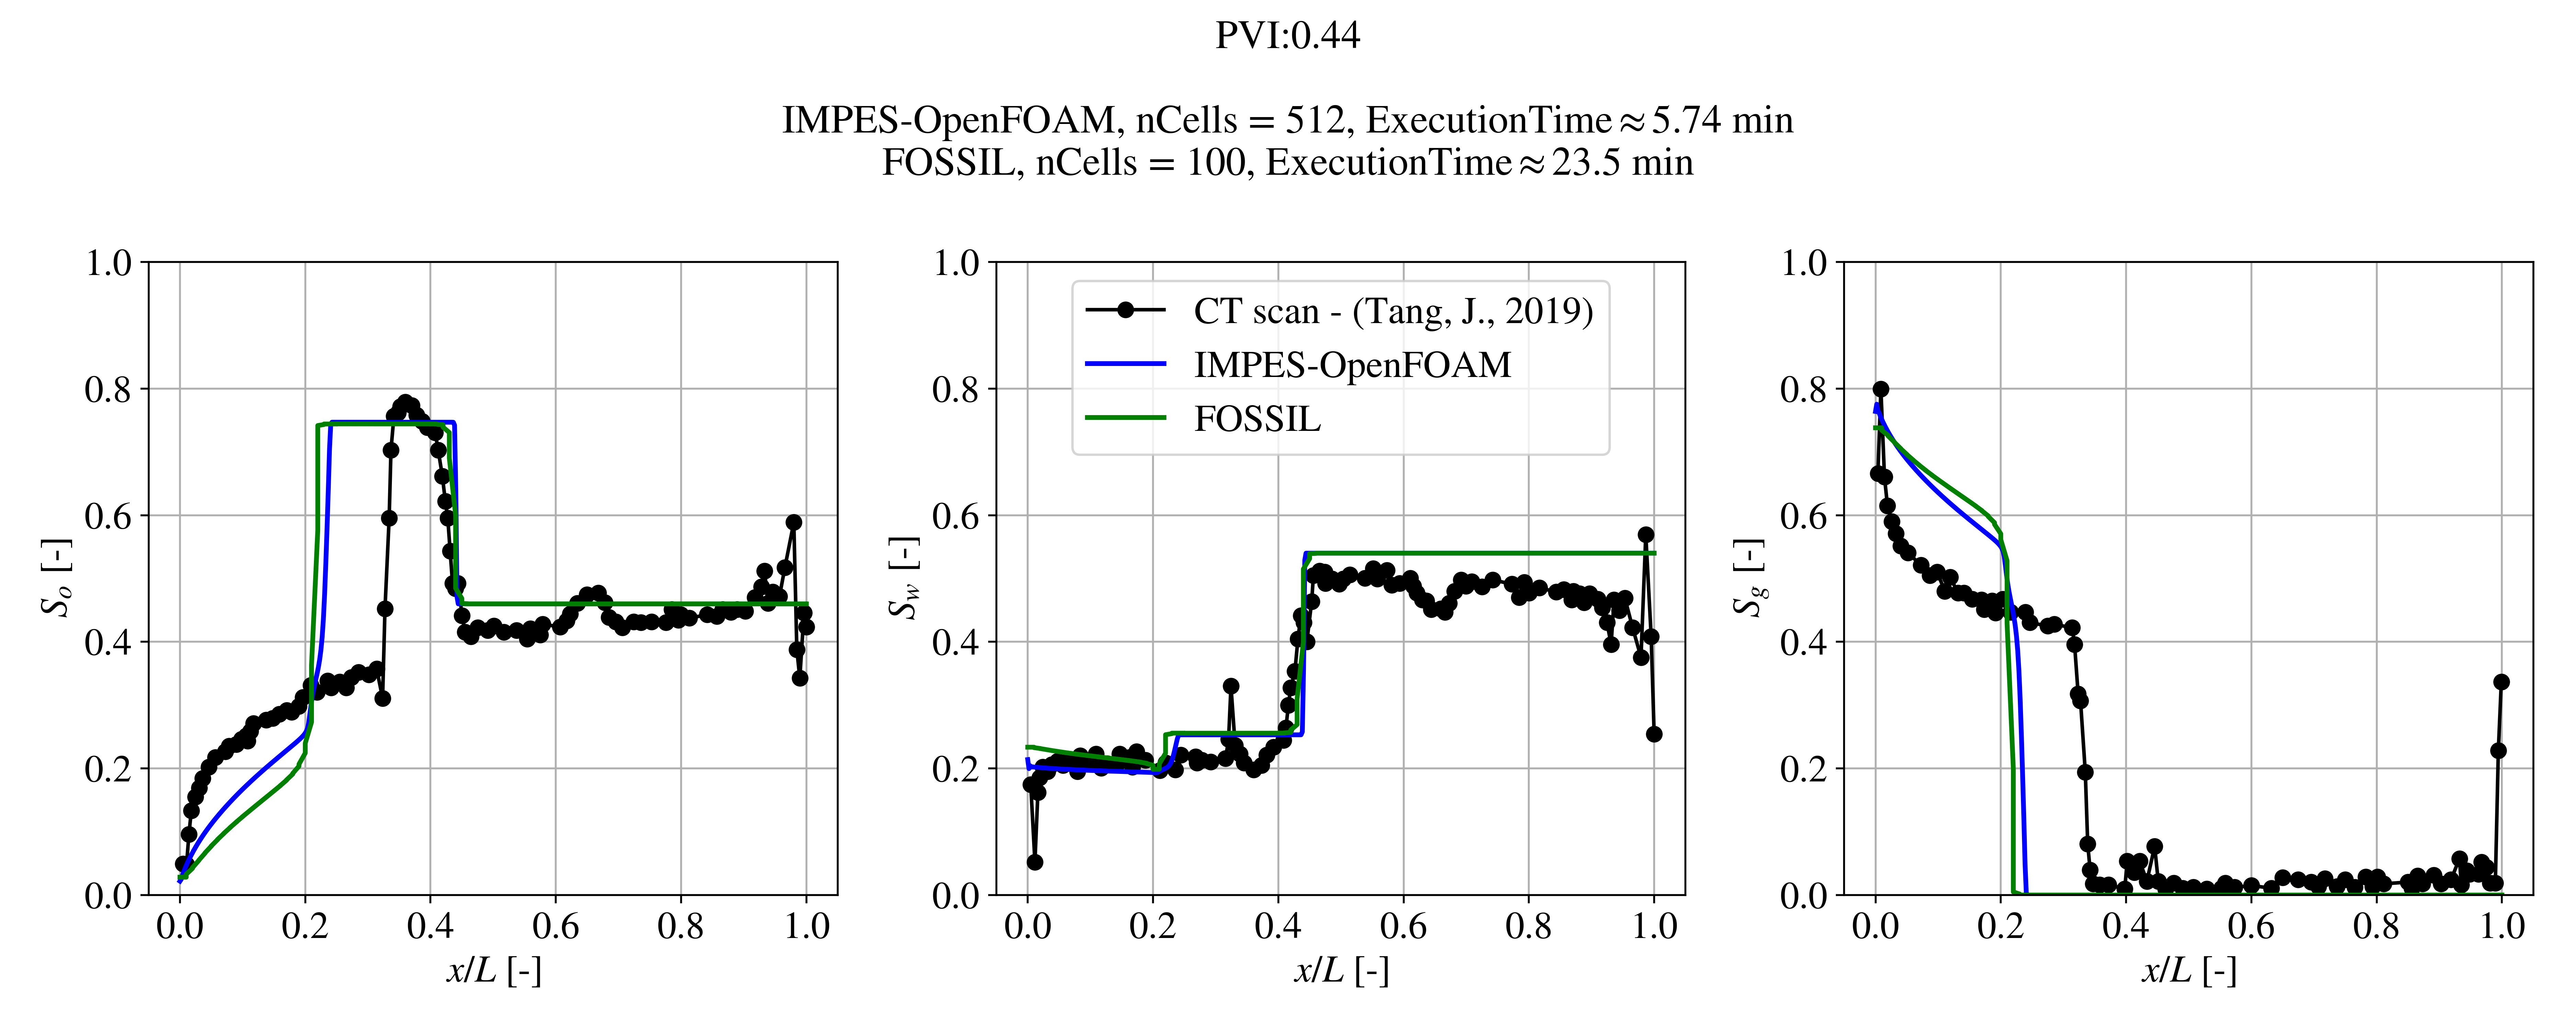 PVI:0.44
IMPES-OpenFOAM, nCells = 512, ExecutionTime≈5.74 min
FOSSIL, nCells = 100, ExecutionTime≈23.5 min
1.0
0.8
0.6
0.4
0.2
0.0
S_o [-]
0.0 0.2 0.4 0.6 0.8 1.0
x/L [-]
1.0
0.8
0.6
0.4
0.2
0.0
S_w [-]
CT scan - (Tang, J., 2019)
IMPES-OpenFOAM
FOSSIL
0.0 0.2 0.4 0.6 0.8 1.0
x/L [-]
1.0
0.8
0.6
0.4
0.2
0.0
S_g [-]
0.0 0.2 0.4 0.6 0.8 1.0
x/L [-]